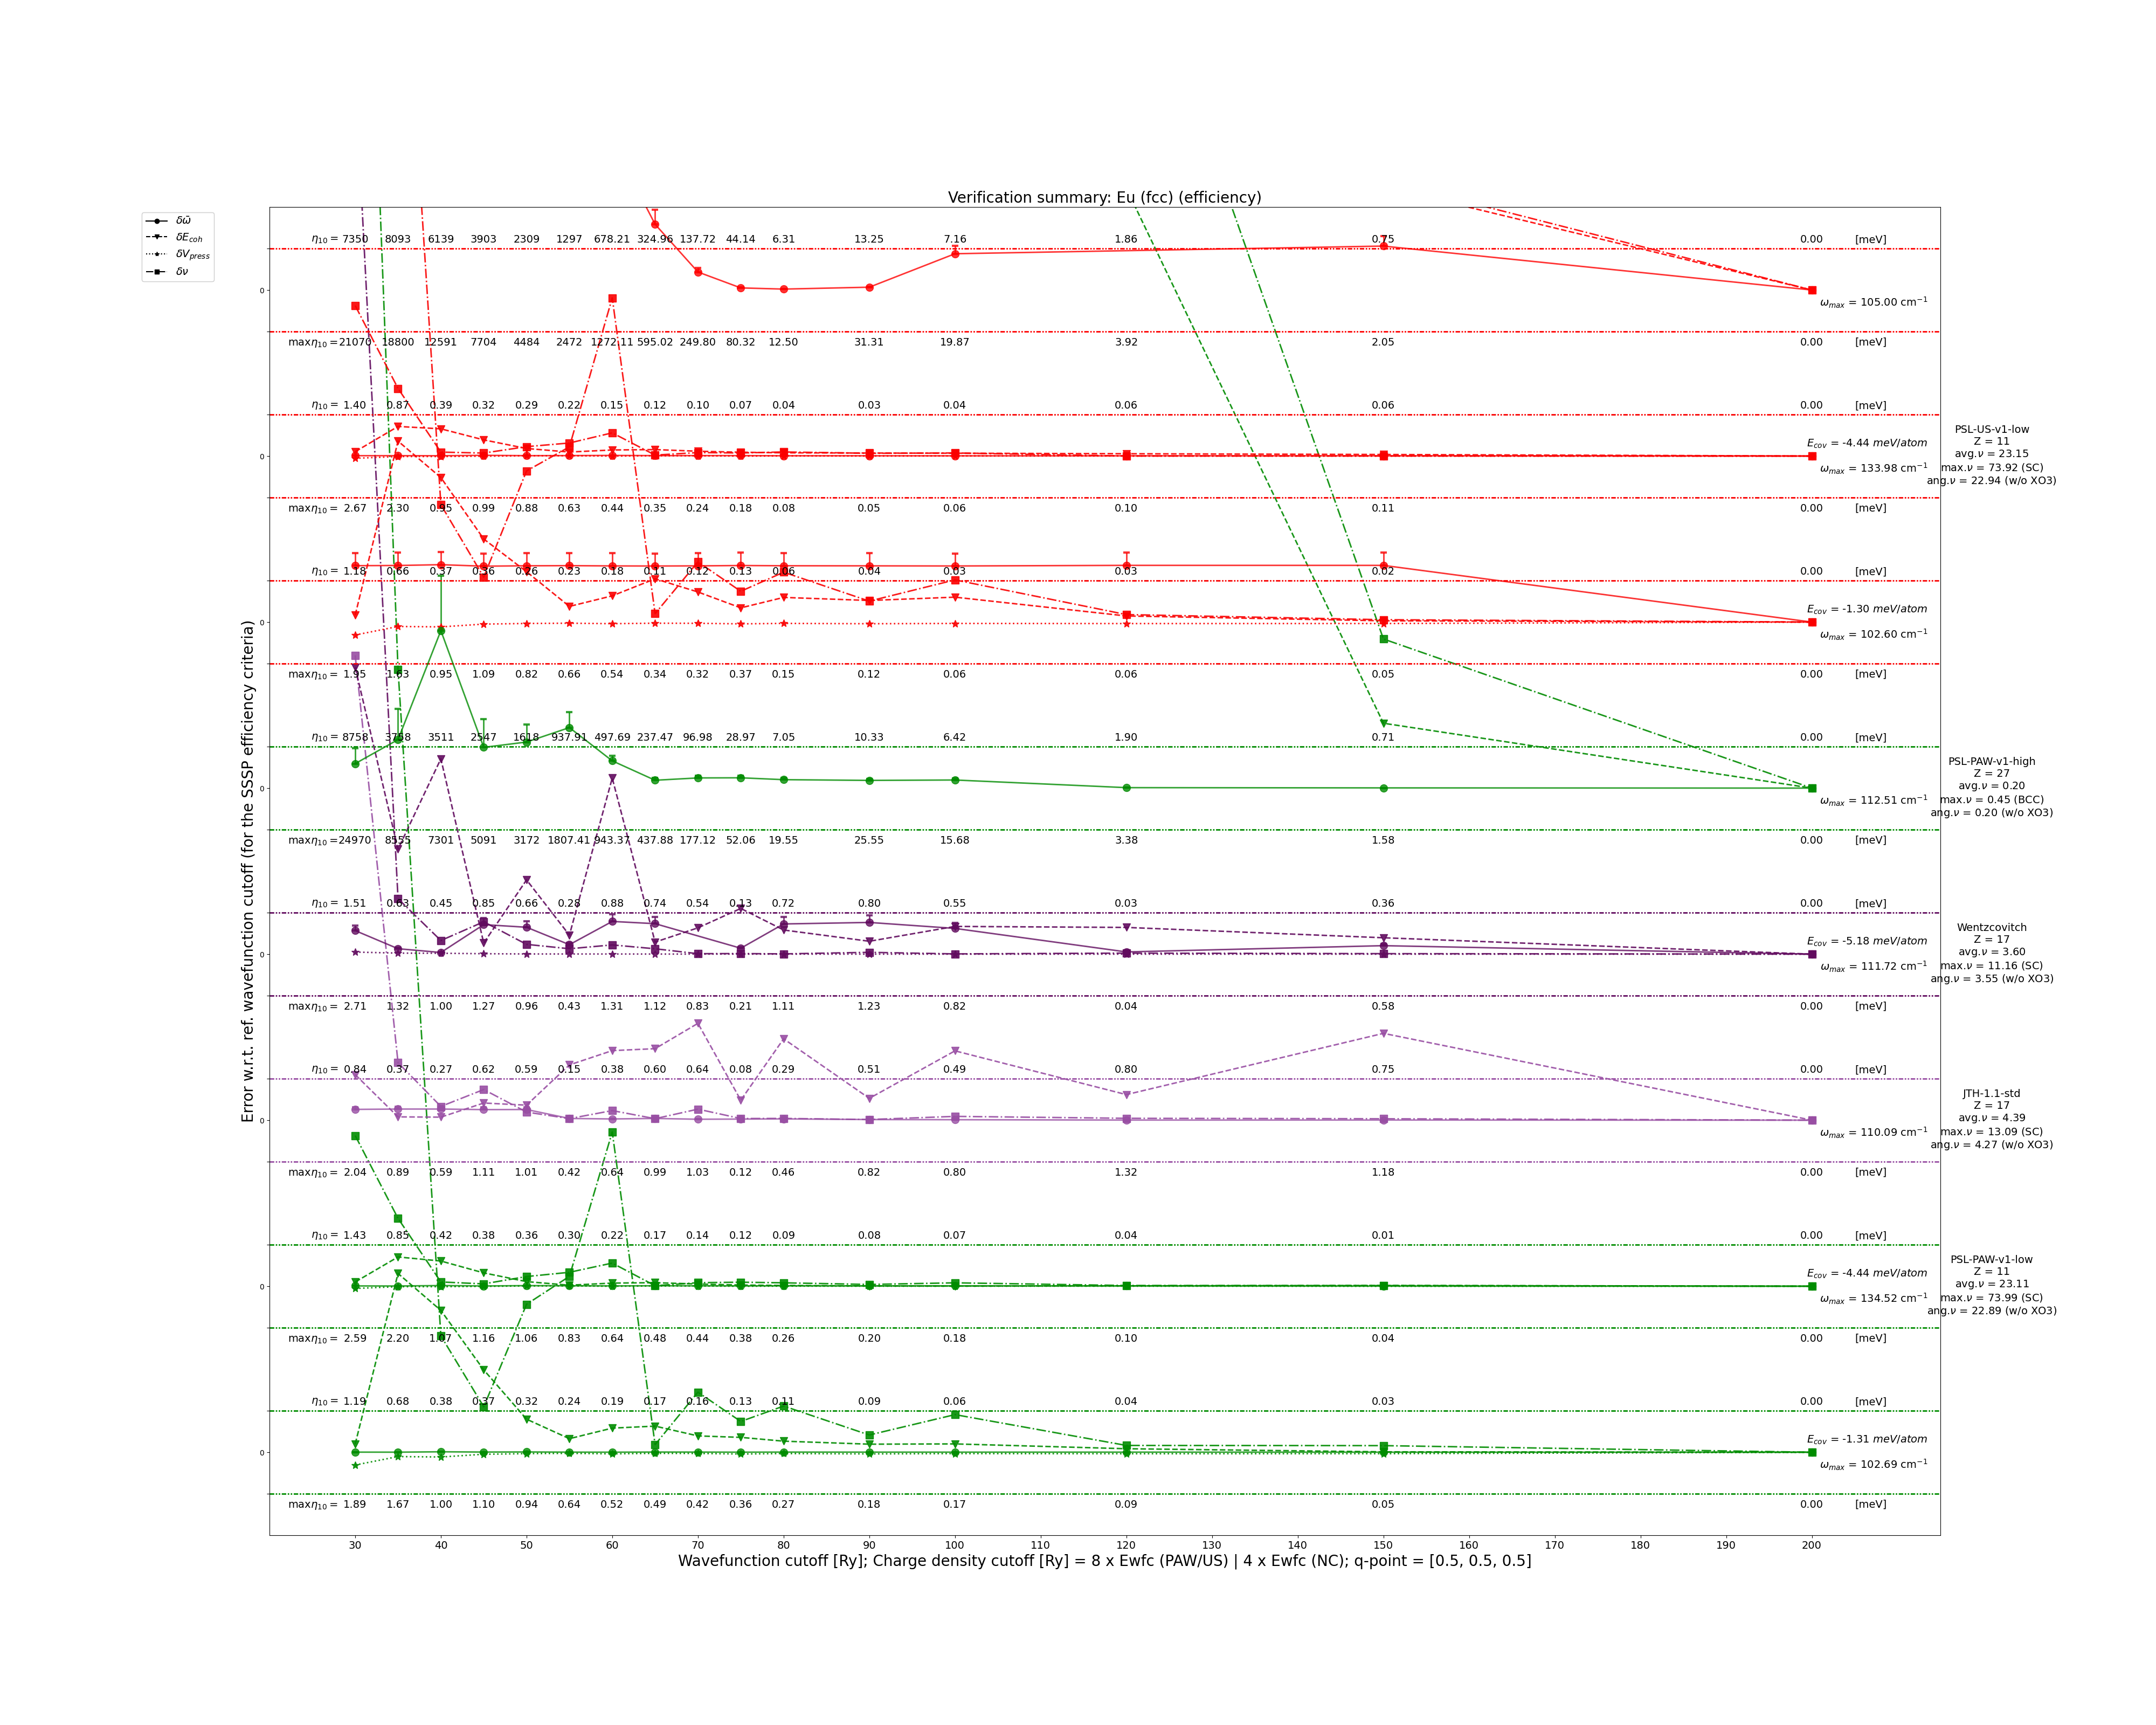 Verification summary: Eu (fcc) (efficiency)
δω̄
δE_coh
δV_press
δν
Error w.r.t. ref. wavefunction cutoff (for the SSSP efficiency criteria)
η₁₀ = 7350 8093 6139 3903 2309 1297 678.21 324.96 137.72 44.14 6.31 13.25 7.16 1.86 0.75 0.00 [meV]
0
ω_max = 105.00 cm⁻¹
maxη₁₀ = 21070 18800 12591 7704 4484 2472 1272.11 595.02 249.80 80.32 12.50 31.31 19.87 3.92 2.05 0.00 [meV]
η₁₀ = 1.40 0.87 0.39 0.32 0.29 0.22 0.15 0.12 0.10 0.07 0.04 0.03 0.04 0.06 0.06 0.00 [meV]
PSL-US-v1-low
Z = 11
avg.ν = 23.15
max.ν = 73.92 (SC)
ang.ν = 22.94 (w/o XO3)
E_cov = -4.44 meV/atom
0
ω_max = 133.98 cm⁻¹
maxη₁₀ = 2.67 2.30 0.95 0.99 0.88 0.63 0.44 0.35 0.24 0.18 0.08 0.05 0.06 0.10 0.11 0.00 [meV]
η₁₀ = 1.18 0.66 0.37 0.36 0.26 0.23 0.18 0.11 0.12 0.13 0.06 0.04 0.03 0.03 0.02 0.00 [meV]
E_cov = -1.30 meV/atom
0
ω_max = 102.60 cm⁻¹
maxη₁₀ = 1.95 1.63 0.95 1.09 0.82 0.66 0.54 0.34 0.32 0.37 0.15 0.12 0.06 0.06 0.05 0.00 [meV]
η₁₀ = 8758 3758 3511 2547 1618 937.91 497.69 237.47 96.98 28.97 7.05 10.33 6.42 1.90 0.71 0.00 [meV]
PSL-PAW-v1-high
Z = 27
avg.ν = 0.20
max.ν = 0.45 (BCC)
ang.ν = 0.20 (w/o XO3)
0
ω_max = 112.51 cm⁻¹
maxη₁₀ = 24970 8555 7301 5091 3172 1807.41 943.37 437.88 177.12 52.06 19.55 25.55 15.68 3.38 1.58 0.00 [meV]
η₁₀ = 1.51 0.63 0.45 0.85 0.66 0.28 0.88 0.74 0.54 0.13 0.72 0.80 0.55 0.03 0.36 0.00 [meV]
Wentzcovitch
Z = 17
avg.ν = 3.60
max.ν = 11.16 (SC)
ang.ν = 3.55 (w/o XO3)
E_cov = -5.18 meV/atom
0
ω_max = 111.72 cm⁻¹
maxη₁₀ = 2.71 1.32 1.00 1.27 0.96 0.43 1.31 1.12 0.83 0.21 1.11 1.23 0.82 0.04 0.58 0.00 [meV]
η₁₀ = 0.84 0.37 0.27 0.62 0.59 0.15 0.38 0.60 0.64 0.08 0.29 0.51 0.49 0.80 0.75 0.00 [meV]
JTH-1.1-std
Z = 17
avg.ν = 4.39
max.ν = 13.09 (SC)
ang.ν = 4.27 (w/o XO3)
0
ω_max = 110.09 cm⁻¹
maxη₁₀ = 2.04 0.89 0.59 1.11 1.01 0.42 0.64 0.99 1.03 0.12 0.46 0.82 0.80 1.32 1.18 0.00 [meV]
η₁₀ = 1.43 0.85 0.42 0.38 0.36 0.30 0.22 0.17 0.14 0.12 0.09 0.08 0.07 0.04 0.01 0.00 [meV]
PSL-PAW-v1-low
Z = 11
avg.ν = 23.11
max.ν = 73.99 (SC)
ang.ν = 22.89 (w/o XO3)
E_cov = -4.44 meV/atom
0
ω_max = 134.52 cm⁻¹
maxη₁₀ = 2.59 2.20 1.07 1.16 1.06 0.83 0.64 0.48 0.44 0.38 0.26 0.20 0.18 0.10 0.04 0.00 [meV]
η₁₀ = 1.19 0.68 0.38 0.37 0.32 0.24 0.19 0.17 0.16 0.13 0.11 0.09 0.06 0.04 0.03 0.00 [meV]
E_cov = -1.31 meV/atom
0
ω_max = 102.69 cm⁻¹
maxη₁₀ = 1.89 1.67 1.00 1.10 0.94 0.64 0.52 0.49 0.42 0.36 0.27 0.18 0.17 0.09 0.05 0.00 [meV]
30 40 50 60 70 80 90 100 110 120 130 140 150 160 170 180 190 200
Wavefunction cutoff [Ry]; Charge density cutoff [Ry] = 8 x Ewfc (PAW/US) | 4 x Ewfc (NC); q-point = [0.5, 0.5, 0.5]